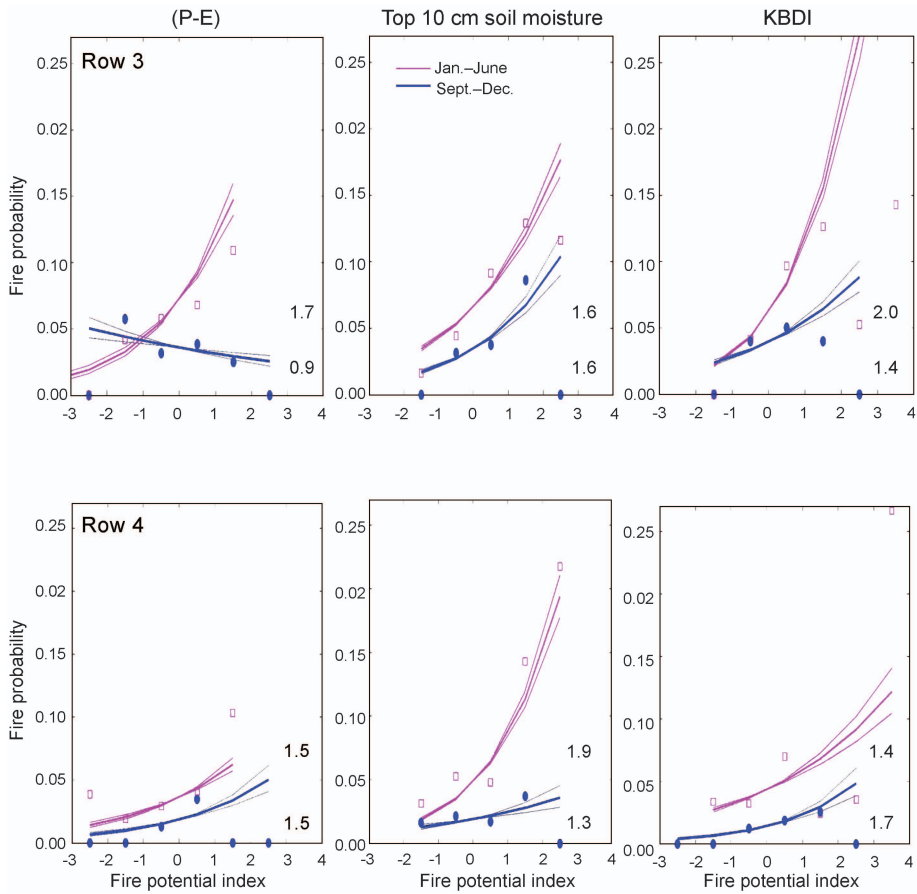 (P-E) Top 10 cm soil moisture KBDI
Row 3
Jan.–June
Sept.–Dec.
Fire probability
0.25 0.25 0.25
0.02 0.02 0.02
0.15 0.15 0.15
0.10 0.10 0.10
0.05 0.05 0.05
0.00 0.00 0.00
1.7 1.6 2.0
0.9 1.6 1.4
-3 -2 -1 0 1 2 3 4 -3 -2 -1 0 1 2 3 4 -3 -2 -1 0 1 2 3 4
Row 4
Fire probability
0.25 0.25 0.25
0.02 0.02 0.02
0.15 0.15 0.15
0.10 0.10 0.10
0.05 0.05 0.05
0.00 0.00 0.00
1.5 1.9 1.4
1.5 1.3 1.7
-3 -2 -1 0 1 2 3 4 -3 -2 -1 0 1 2 3 4 -3 -2 -1 0 1 2 3 4
Fire potential index Fire potential index Fire potential index